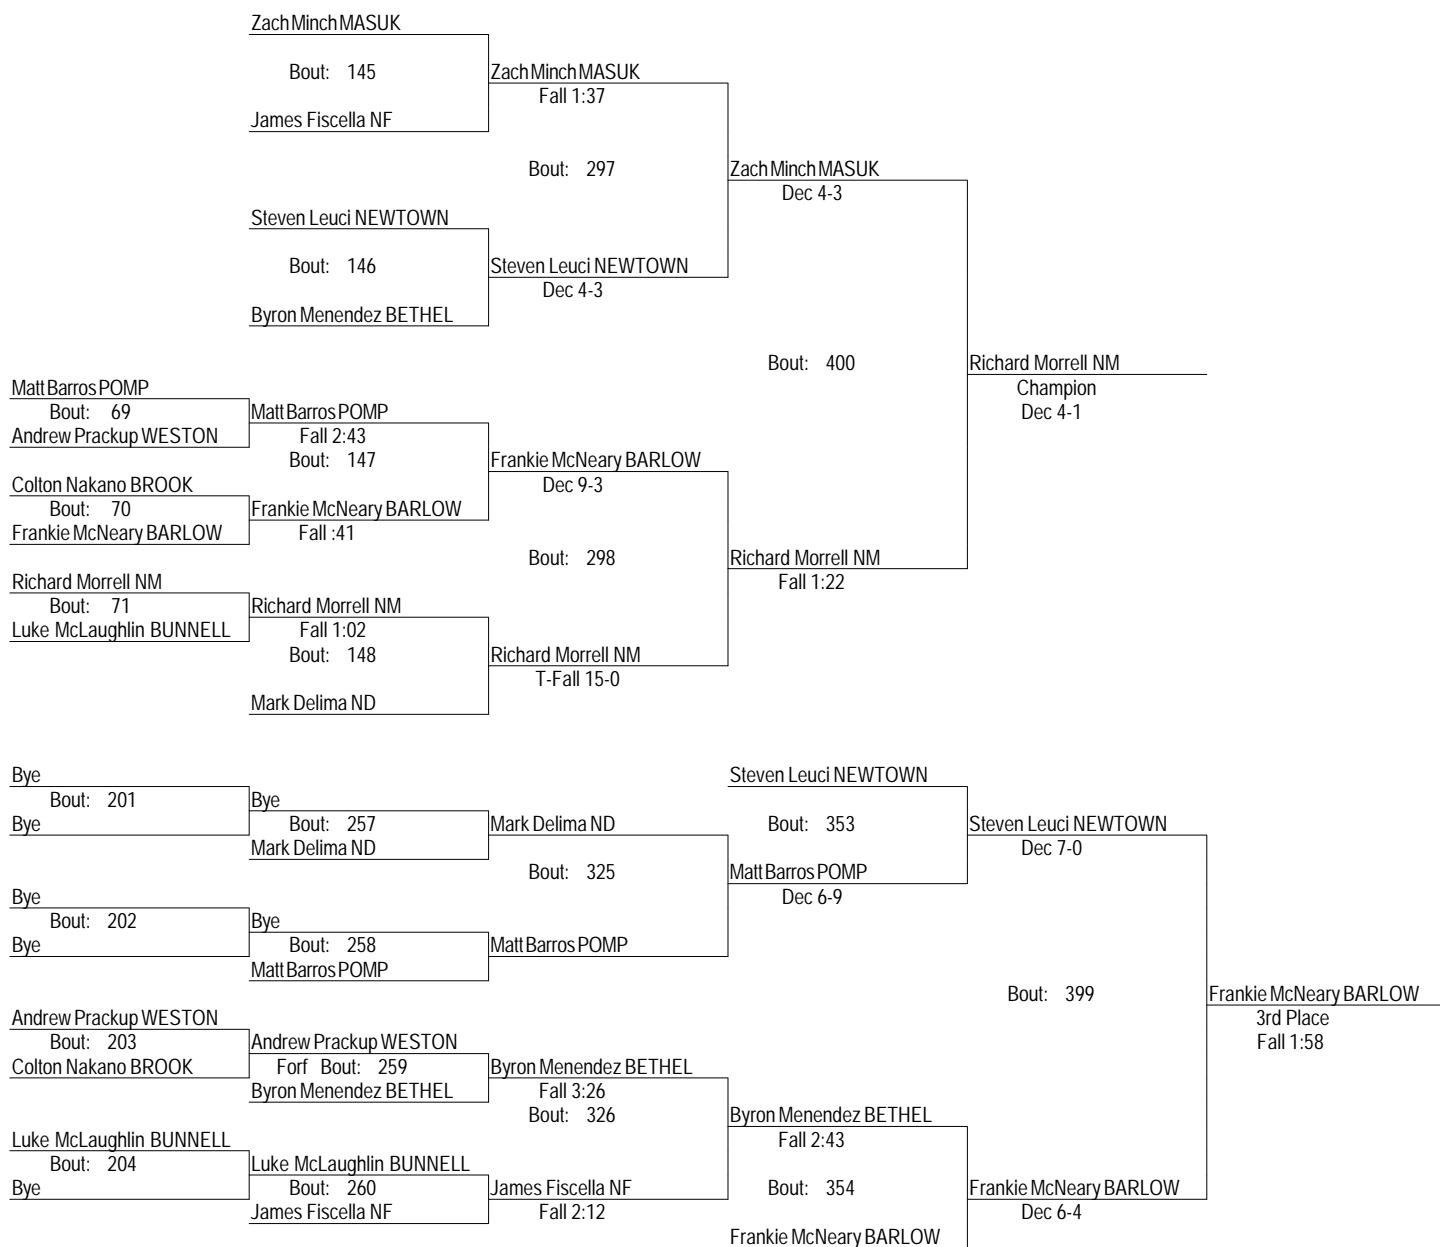 Zach Minch MASUK
Bout: 145
Zach Minch MASUK
Fall 1:37
James Fiscella NF
Bout: 297
Zach Minch MASUK
Dec 4-3
Steven Leuci NEWTOWN
Bout: 146
Steven Leuci NEWTOWN
Dec 4-3
Byron Menendez BETHEL
Bout: 400
Richard Morrell NM
Champion
Dec 4-1
Matt Barros POMP
Bout: 69
Matt Barros POMP
Andrew Prackup WESTON
Fall 2:43
Bout: 147
Frankie McNeary BARLOW
Dec 9-3
Colton Nakano BROOK
Bout: 70
Frankie McNeary BARLOW
Frankie McNeary BARLOW
Fall :41
Bout: 298
Richard Morrell NM
Fall 1:22
Richard Morrell NM
Bout: 71
Richard Morrell NM
Luke McLaughlin BUNNELL
Fall 1:02
Bout: 148
Richard Morrell NM
T-Fall 15-0
Mark Delima ND
Bye
Bout: 201
Bye
Bye
Bout: 257
Mark Delima ND
Mark Delima ND
Steven Leuci NEWTOWN
Bout: 353
Steven Leuci NEWTOWN
Dec 7-0
Bout: 325
Matt Barros POMP
Dec 6-9
Bye
Bout: 202
Bye
Bye
Bout: 258
Matt Barros POMP
Matt Barros POMP
Bout: 399
Frankie McNeary BARLOW
3rd Place
Fall 1:58
Andrew Prackup WESTON
Bout: 203
Andrew Prackup WESTON
Colton Nakano BROOK
Forf Bout: 259
Byron Menendez BETHEL
Byron Menendez BETHEL
Fall 3:26
Bout: 326
Byron Menendez BETHEL
Fall 2:43
Luke McLaughlin BUNNELL
Bout: 204
Luke McLaughlin BUNNELL
Bye
Bout: 260
James Fiscella NF
James Fiscella NF
Fall 2:12
Bout: 354
Frankie McNeary BARLOW
Dec 6-4
Frankie McNeary BARLOW